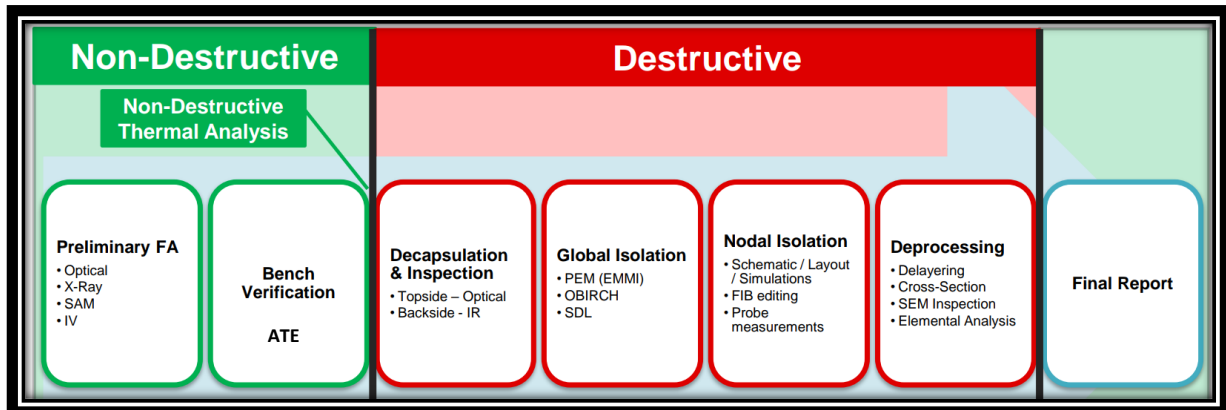 Non-Destructive
Destructive
Non-Destructive
Thermal Analysis
Preliminary FA
• Optical
• X-Ray
• SAM
• IV
Bench
Verification
ATE
Decapsulation
& Inspection
• Topside – Optical
• Backside - IR
Global Isolation
• PEM (EMMI)
• OBIRCH
• SDL
Nodal Isolation
• Schematic / Layout
/ Simulations
• FIB editing
• Probe
measurements
Deprocessing
• Delayering
• Cross-Section
• SEM Inspection
• Elemental Analysis
Final Report